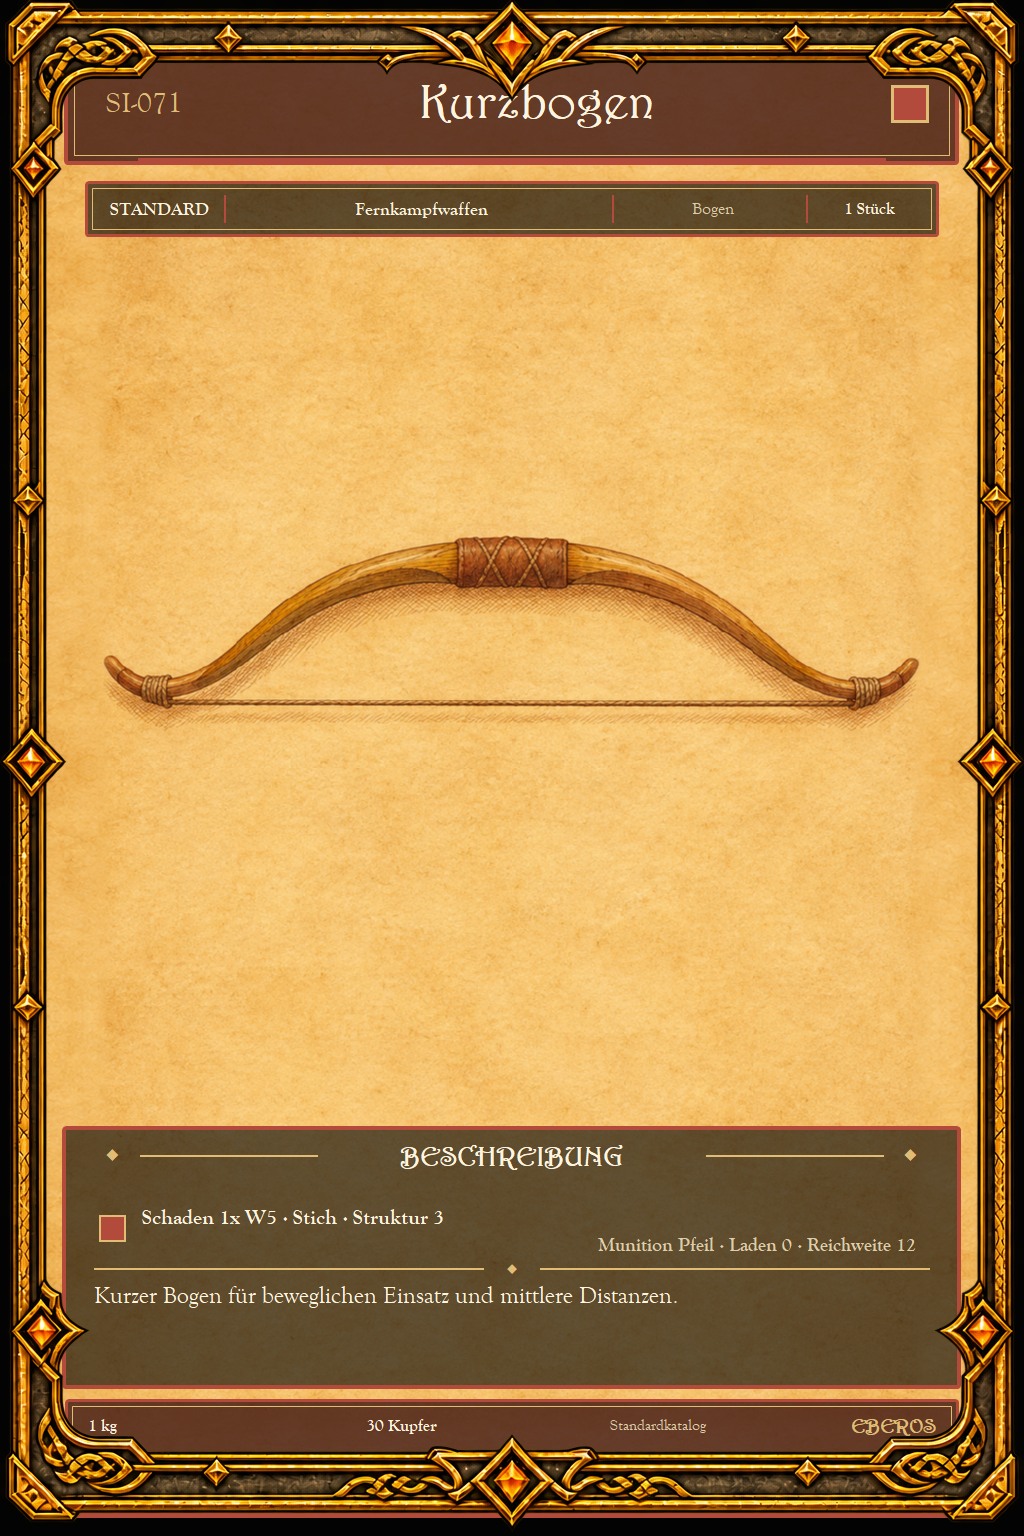 SI-071
Kurzbogen
STANDARD
Fernkampfwaffen
Bogen
1 Stück
BESCHREIBUNG
Schaden 1x W5 · Stich · Struktur 3
Munition Pfeil · Laden 0 · Reichweite 12
Kurzer Bogen für beweglichen Einsatz und mittlere Distanzen.
1 kg
30 Kupfer
Standardkatalog
EBEROS